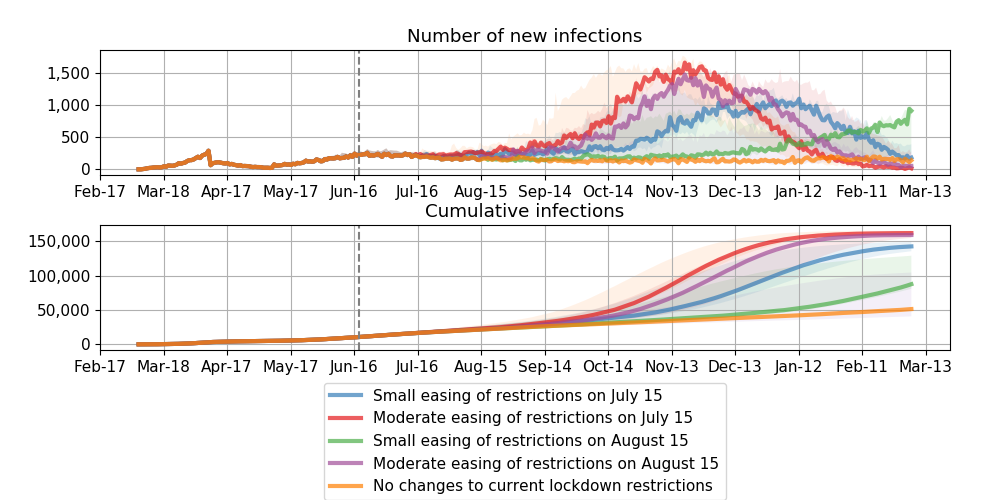 Number of new infections
1,500
1,000
500
0
Feb-17 Mar-18 Apr-17 May-17 Jun-16 Jul-16 Aug-15 Sep-14 Oct-14 Nov-13 Dec-13 Jan-12 Feb-11 Mar-13
Cumulative infections
150,000
100,000
50,000
0
Feb-17 Mar-18 Apr-17 May-17 Jun-16 Jul-16 Aug-15 Sep-14 Oct-14 Nov-13 Dec-13 Jan-12 Feb-11 Mar-13
Small easing of restrictions on July 15
Moderate easing of restrictions on July 15
Small easing of restrictions on August 15
Moderate easing of restrictions on August 15
No changes to current lockdown restrictions